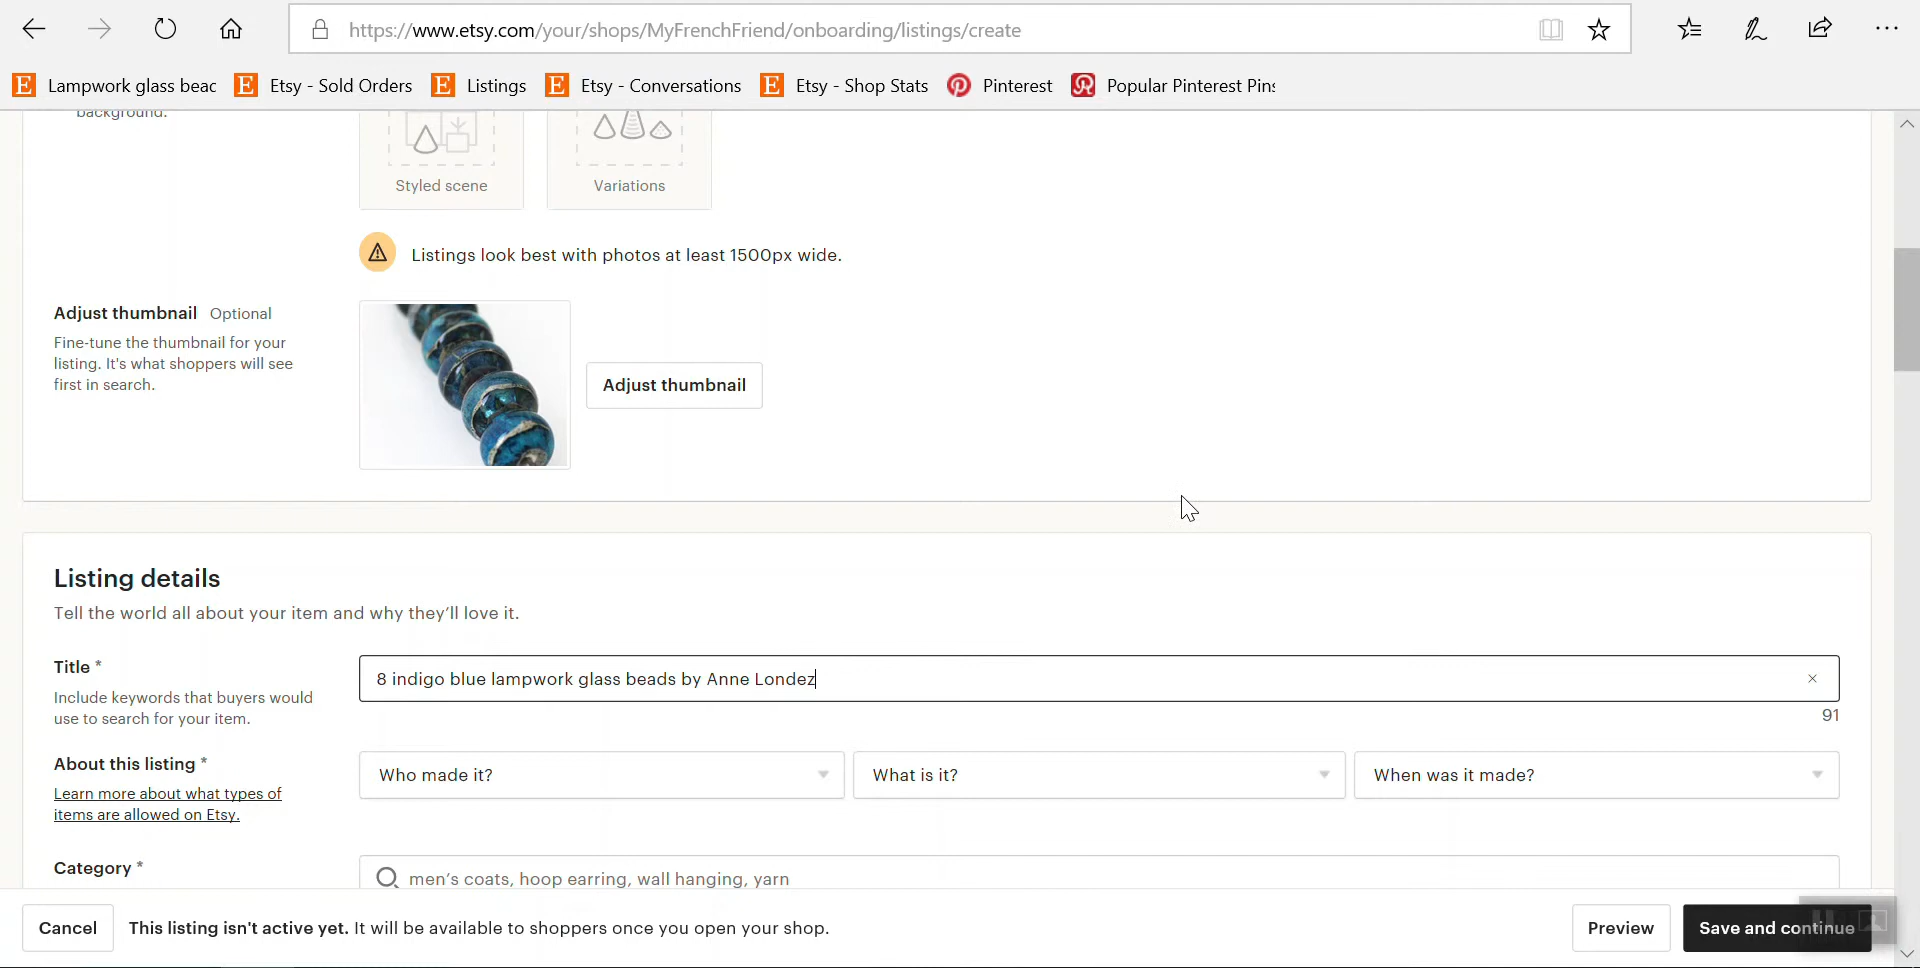 https://www.etsy.com/your/shops/MyFrenchFriend/onboarding/listings/create
Lampwork glass beac
Etsy - Sold Orders
Listings
Etsy - Conversations
Etsy - Shop Stats
Pinterest
Popular Pinterest Pins
background.
Styled scene
Variations
Listings look best with photos at least 1500px wide.
Adjust thumbnail Optional
Fine-tune the thumbnail for your
listing. It's what shoppers will see
first in search.
Adjust thumbnail
Listing details
Tell the world all about your item and why they'll love it.
Title *
8 indigo blue lampwork glass beads by Anne Londez
Include keywords that buyers would
use to search for your item.
91
About this listing *
Who made it?
What is it?
When was it made?
Learn more about what types of
items are allowed on Etsy.
Category *
men's coats, hoop earring, wall hanging, yarn
Cancel
This listing isn't active yet. It will be available to shoppers once you open your shop.
Preview
Save and continue